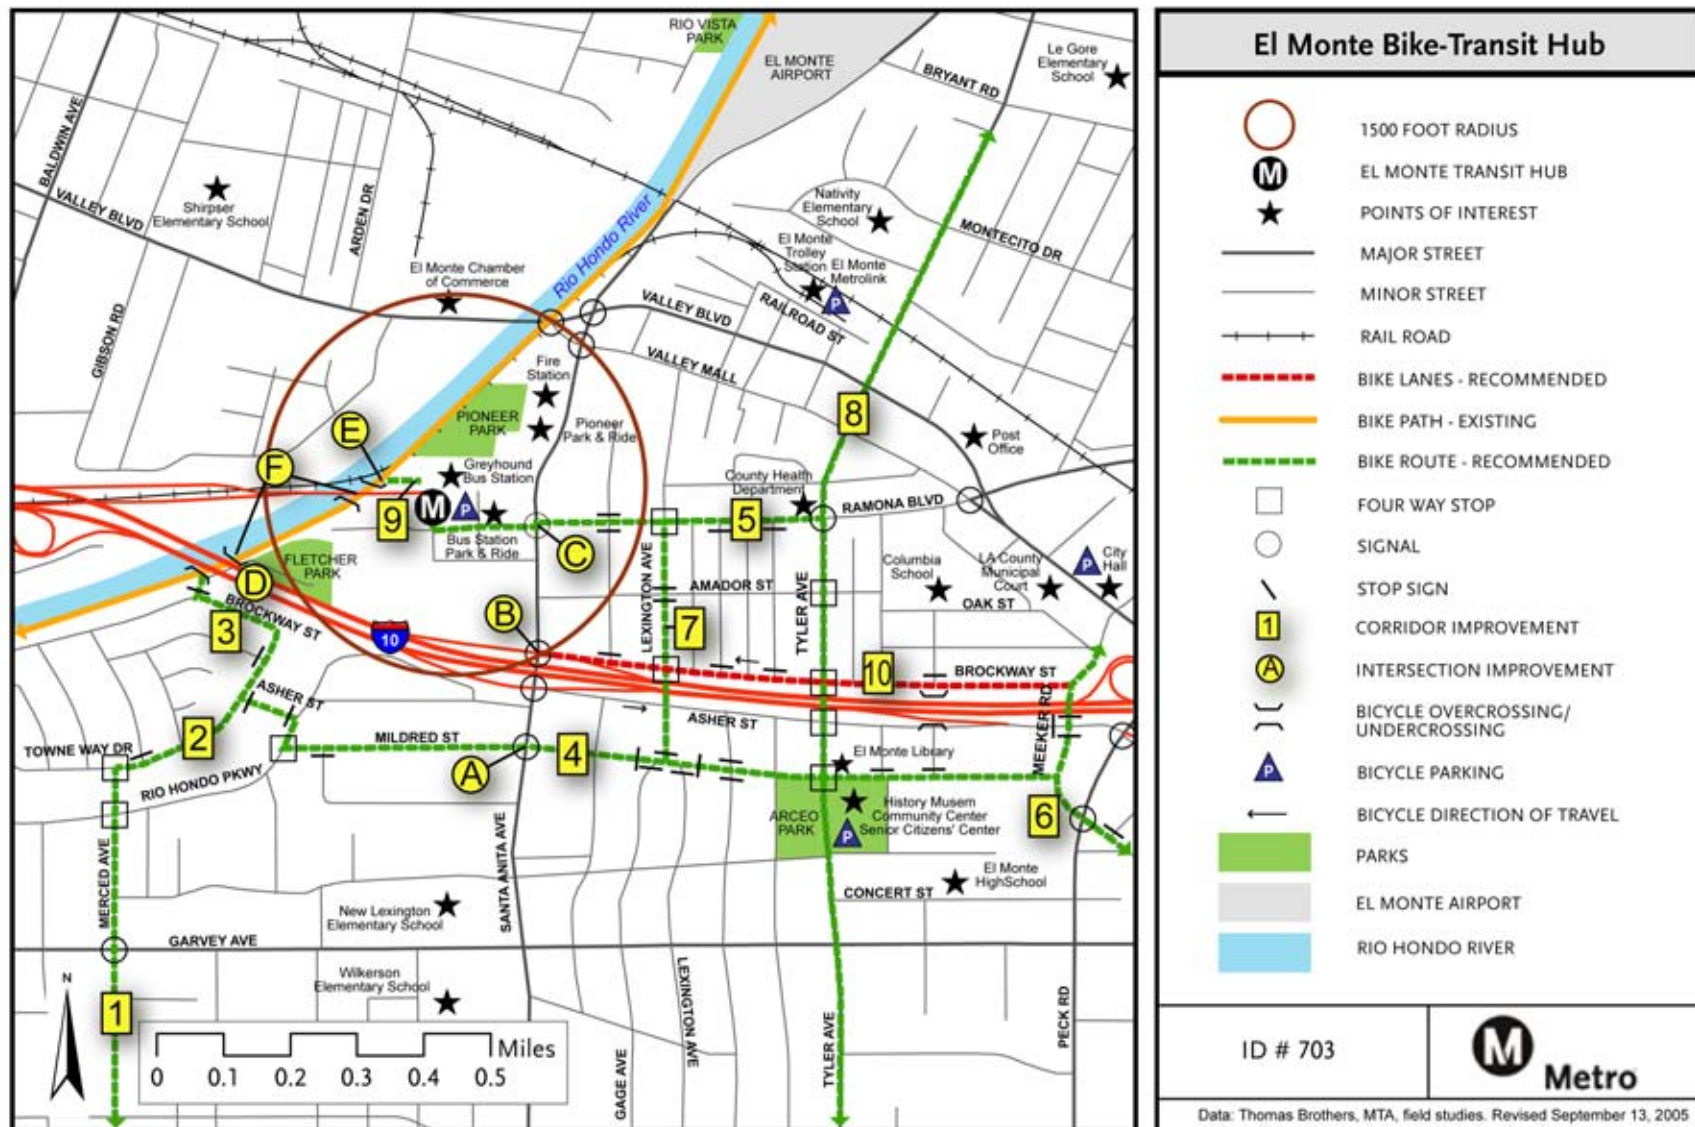 RIO VISTA
PARK
EL MONTE
AIRPORT
Le Gore
Elementary
School
BRYANT RD
BALDWIN AVE
VALLEY BLVD
Shirpser
Elementary School
ARDEN DR
Rio Hondo River
Nativity
Elementary
School
MONTECITO DR
El Monte
Trolley
Station
El Monte
Metrolink
P
El Monte Chamber
of Commerce
VALLEY BLVD
RAILROAD ST
VALLEY MALL
GIBSON RD
Fire
Station
PIONEER
PARK
Pioneer
Park & Ride
8
Post
Office
E
F
Greyhound
Bus Station
County Health
Department
RAMONA BLVD
9
M
P
5
Bus Station
Park & Ride
C
FLETCHER
PARK
D
LEXINGTON AVE
AMADOR ST
TYLER AVE
Columbia
School
LA County
Municipal
Court
P
City
Hall
OAK ST
BROCKWAY ST
3
10
B
7
10
BROCKWAY ST
ASHER ST
ASHER ST
MEEKER RD
2
TOWNE WAY DR
MILDRED ST
4
El Monte Library
RIO HONDO PKWY
A
ARCEO
PARK
History Musem
Community Center
Senior Citizens' Center
P
6
MERCED AVE
SANTA ANITA AVE
El Monte
HighSchool
CONCERT ST
New Lexington
Elementary School
GARVEY AVE
Wilkerson
Elementary School
LEXINGTON AVE
N
1
GAGE AVE
TYLER AVE
PECK RD
Miles
0 0.1 0.2 0.3 0.4 0.5
El Monte Bike-Transit Hub
1500 FOOT RADIUS
M EL MONTE TRANSIT HUB
POINTS OF INTEREST
MAJOR STREET
MINOR STREET
RAIL ROAD
BIKE LANES - RECOMMENDED
BIKE PATH - EXISTING
BIKE ROUTE - RECOMMENDED
FOUR WAY STOP
SIGNAL
STOP SIGN
1 CORRIDOR IMPROVEMENT
A INTERSECTION IMPROVEMENT
BICYCLE OVERCROSSING/
UNDERCROSSING
P BICYCLE PARKING
BICYCLE DIRECTION OF TRAVEL
PARKS
EL MONTE AIRPORT
RIO HONDO RIVER
ID # 703
M Metro
Data: Thomas Brothers, MTA, field studies. Revised September 13, 2005